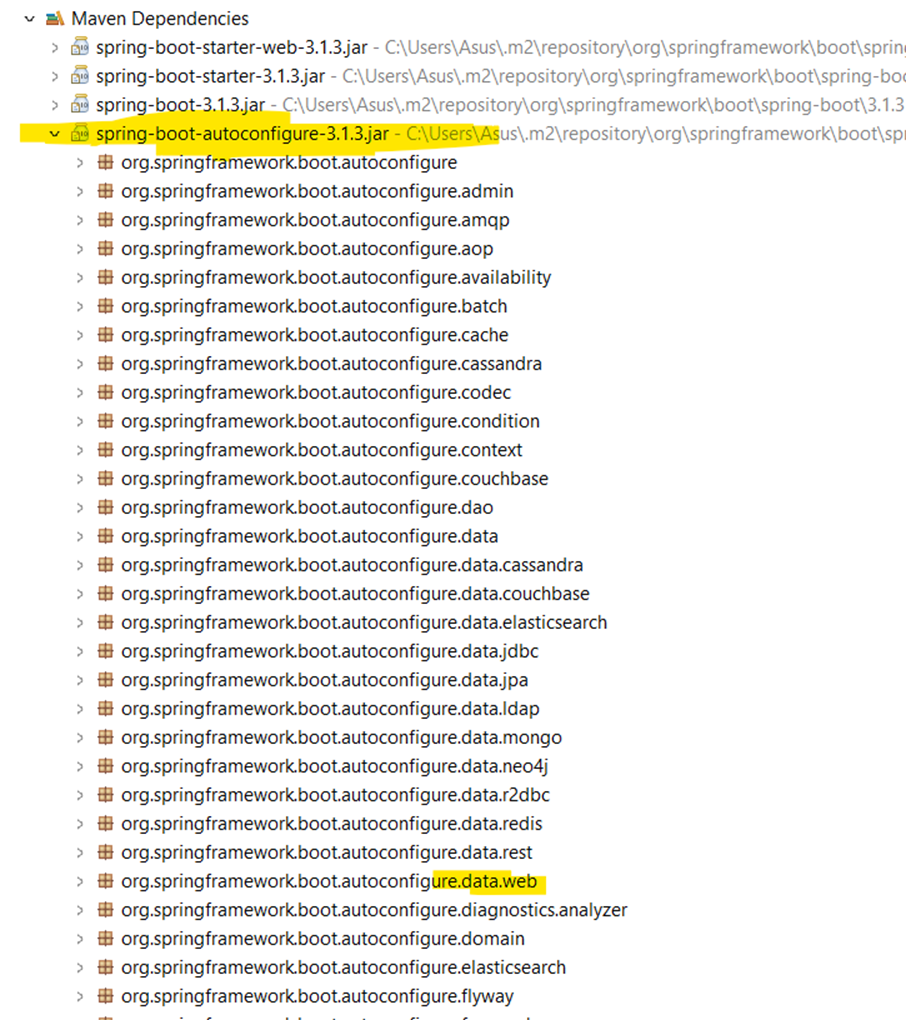 Maven Dependencies
spring-boot-starter-web-3.1.3.jar - C:\Users\Asus\.m2\repository\org\springframework\boot\spring
spring-boot-starter-3.1.3.jar - C:\Users\Asus\.m2\repository\org\springframework\boot\spring-boo
spring-boot-3.1.3.jar - C:\Users\Asus\.m2\repository\org\springframework\boot\spring-boot\3.1.3
spring-boot-autoconfigure-3.1.3.jar - C:\Users\Asus\.m2\repository\org\springframework\boot\spr
org.springframework.boot.autoconfigure
org.springframework.boot.autoconfigure.admin
org.springframework.boot.autoconfigure.amqp
org.springframework.boot.autoconfigure.aop
org.springframework.boot.autoconfigure.availability
org.springframework.boot.autoconfigure.batch
org.springframework.boot.autoconfigure.cache
org.springframework.boot.autoconfigure.cassandra
org.springframework.boot.autoconfigure.codec
org.springframework.boot.autoconfigure.condition
org.springframework.boot.autoconfigure.context
org.springframework.boot.autoconfigure.couchbase
org.springframework.boot.autoconfigure.dao
org.springframework.boot.autoconfigure.data
org.springframework.boot.autoconfigure.data.cassandra
org.springframework.boot.autoconfigure.data.couchbase
org.springframework.boot.autoconfigure.data.elasticsearch
org.springframework.boot.autoconfigure.data.jdbc
org.springframework.boot.autoconfigure.data.jpa
org.springframework.boot.autoconfigure.data.ldap
org.springframework.boot.autoconfigure.data.mongo
org.springframework.boot.autoconfigure.data.neo4j
org.springframework.boot.autoconfigure.data.r2dbc
org.springframework.boot.autoconfigure.data.redis
org.springframework.boot.autoconfigure.data.rest
org.springframework.boot.autoconfigure.data.web
org.springframework.boot.autoconfigure.diagnostics.analyzer
org.springframework.boot.autoconfigure.domain
org.springframework.boot.autoconfigure.elasticsearch
org.springframework.boot.autoconfigure.flyway